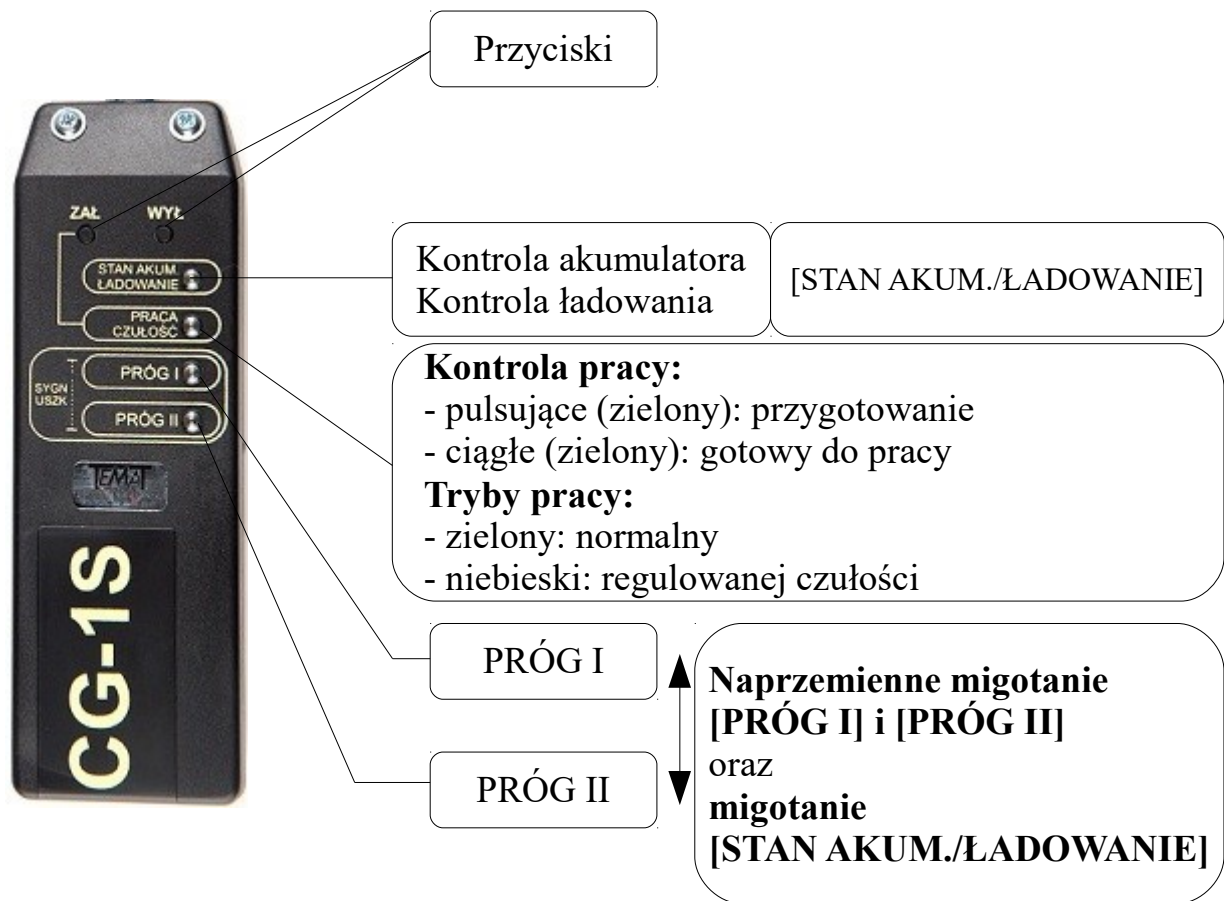 Przyciski
ZAŁ WYŁ
STAN AKUM.
ŁADOWANIE
PRACA
CZUŁOŚĆ
SYGN
USZK
PRÓG I
PRÓG II
TEMAT
CG-1S
Kontrola akumulatora
Kontrola ładowania
[STAN AKUM./ŁADOWANIE]
Kontrola pracy:
- pulsujące (zielony): przygotowanie
- ciągłe (zielony): gotowy do pracy
Tryby pracy:
- zielony: normalny
- niebieski: regulowanej czułości
PRÓG I
PRÓG II
Naprzemienne migotanie
[PRÓG I] i [PRÓG II]
oraz
migotanie
[STAN AKUM./ŁADOWANIE]